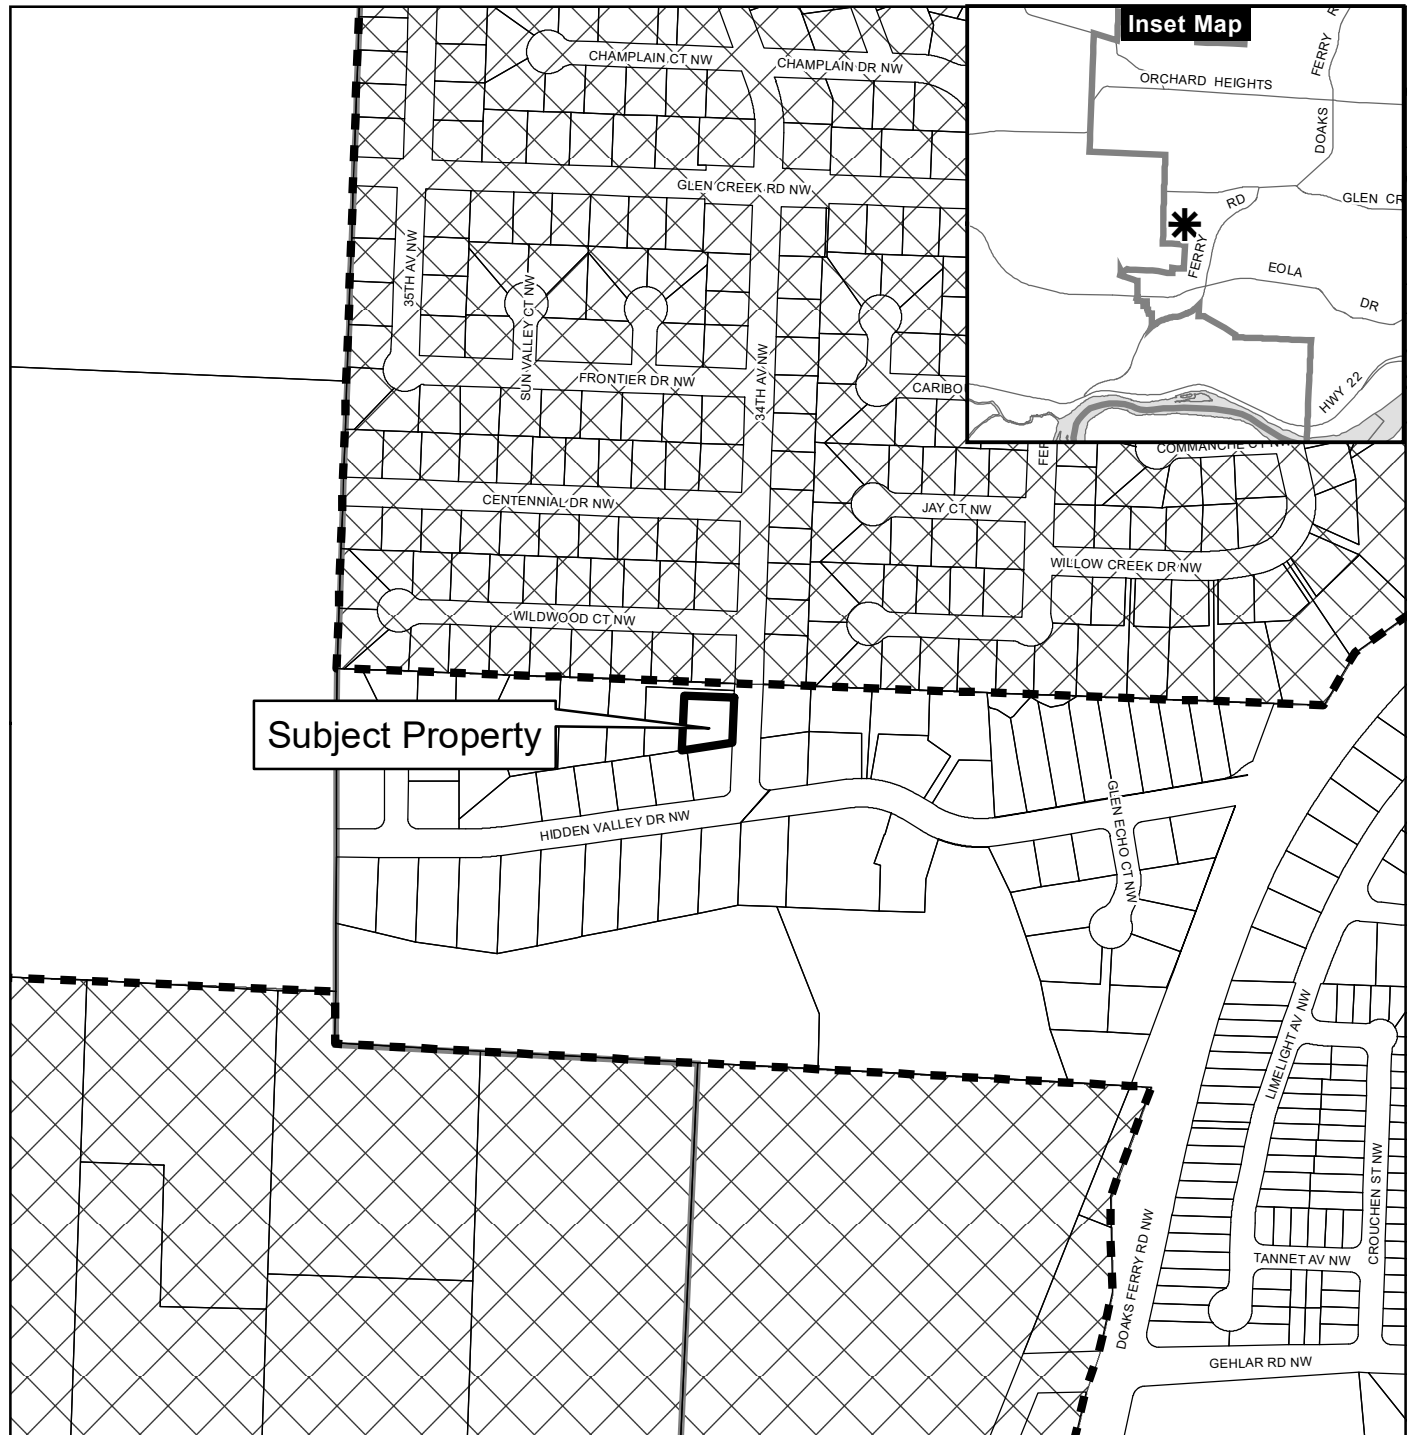 Inset Map
CHAMPLAIN CT NW
CHAMPLAIN DR NW
ORCHARD HEIGHTS
FERRY
DOAKS
GLEN CREEK RD NW
RD
GLEN CR
35TH AV NW
SUN VALLEY CT NW
FERRY
EOLA
DR
FRONTIER DR NW
34TH AV NW
CARIBO
HWY 22
COMMANCHE CT NW
FER
CENTENNIAL DR NW
JAY CT NW
WILLOW CREEK DR NW
WILDWOOD CT NW
Subject Property
HIDDEN VALLEY DR NW
GLEN ECHO CT NW
LIMELIGHT AV NW
CROUCHEN ST NW
DOAKS FERRY RD NW
TANNET AV NW
GEHLAR RD NW